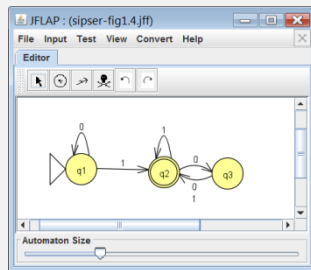 JFLAP : (sipser-fig1.4.jff)
File Input Test View Convert Help
Editor
0
1
q1
1
q2
0
0
1
q3
Automaton Size